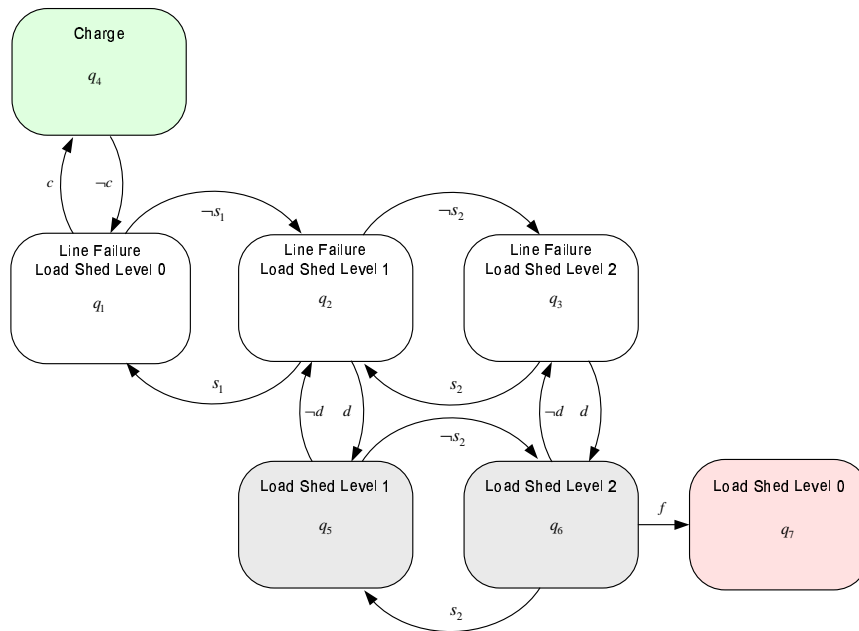 Charge
q4
c
¬c
¬s1
¬s2
Line Failure
Load Shed Level 0
q1
Line Failure
Load Shed Level 1
q2
Line Failure
Load Shed Level 2
q3
s1
s2
¬d
d
¬d
d
¬s2
Load Shed Level 1
q5
Load Shed Level 2
q6
f
Load Shed Level 0
q7
s2